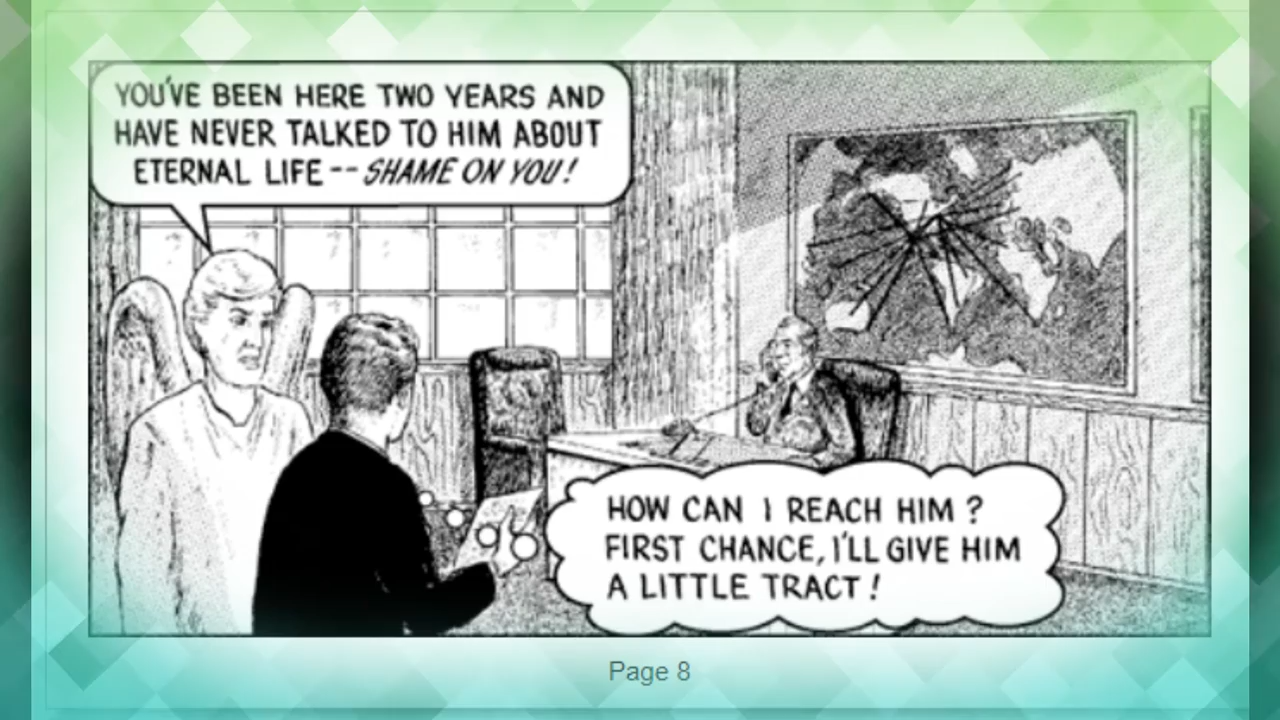 YOU'VE BEEN HERE TWO YEARS AND
HAVE NEVER TALKED TO HIM ABOUT
ETERNAL LIFE -- SHAME ON YOU!
HOW CAN I REACH HIM?
FIRST CHANCE, I'LL GIVE HIM
A LITTLE TRACT!
Page 8